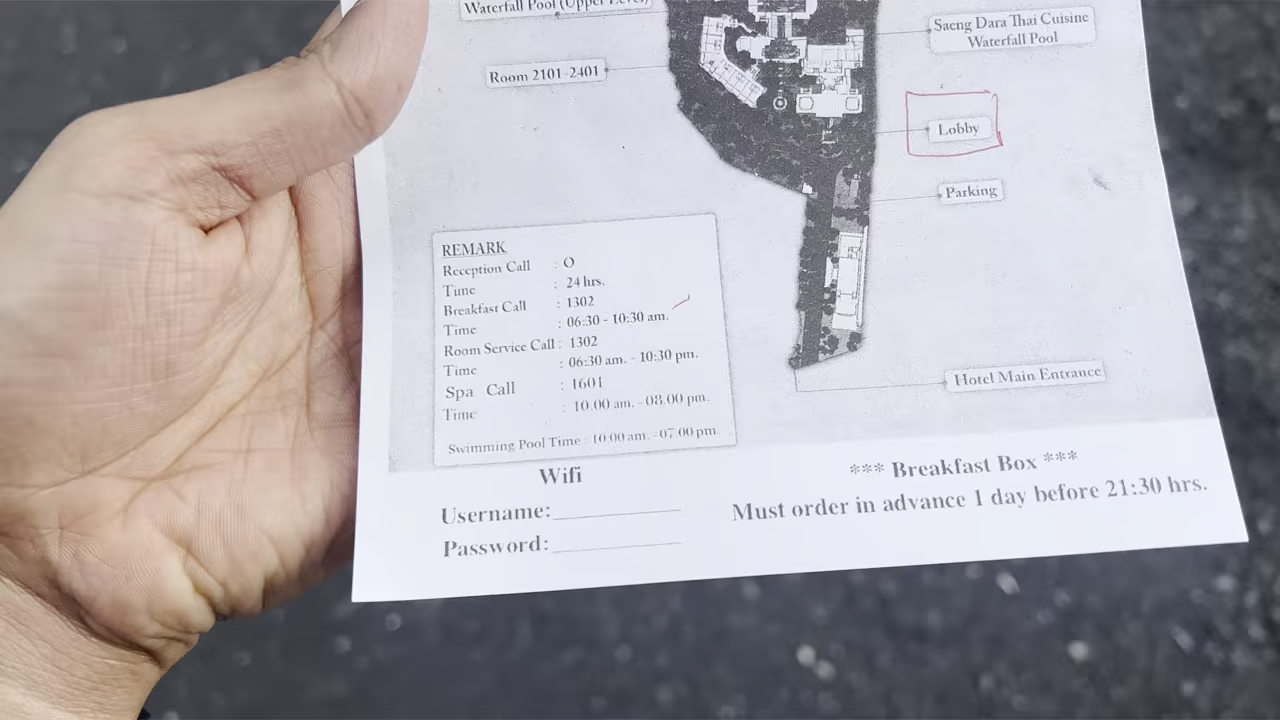 Waterfall Pool (Upper Level)
Saeng Dara Thai Cuisine
Waterfall Pool
Room 2101-2401
Lobby
Parking
REMARK
Reception Call : O
Time : 24 hrs.
Breakfast Call : 1302
Time : 06:30 - 10:30 am.
Room Service Call : 1302
Time : 06:30 am. - 10:30 pm.
Spa Call : 1601
Time : 10.00 am. - 08.00 pm.
Swimming Pool Time : 10:00 am. - 07:00 pm.
Hotel Main Entrance
Wifi
Username:
Password:
*** Breakfast Box ***
Must order in advance 1 day before 21:30 hrs.